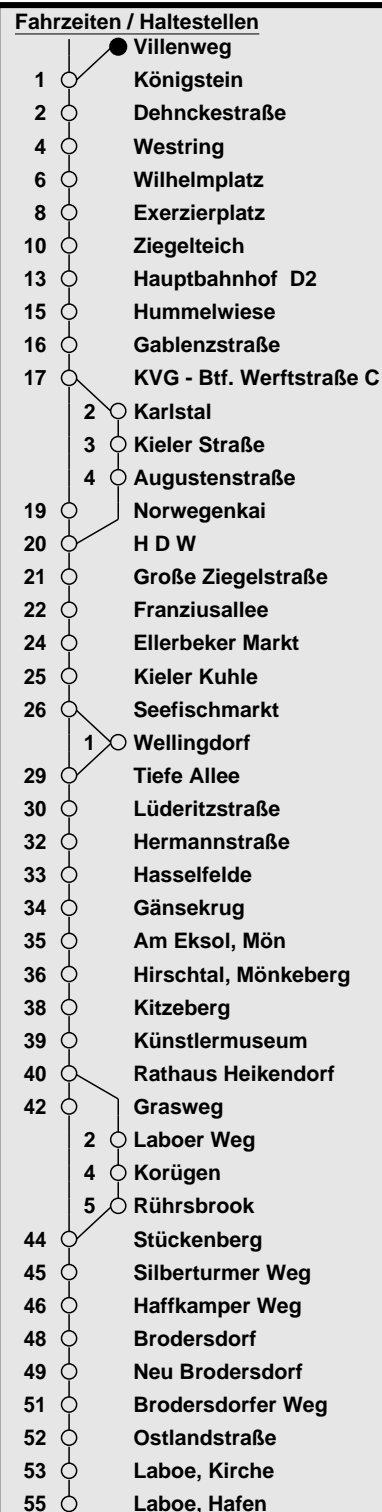 Fahrzeiten / Haltestellen
Villenweg
1 Königstein
2 Dehnckestraße
4 Westring
6 Wilhelmplatz
8 Exerzierplatz
10 Ziegelteich
13 Hauptbahnhof D2
15 Hummelwiese
16 Gablenzstraße
17 KVG - Btf. Werftstraße C
2 Karlstal
3 Kieler Straße
4 Augustenstraße
19 Norwegenkai
20 H D W
21 Große Ziegelstraße
22 Franziusallee
24 Ellerbeker Markt
25 Kieler Kuhle
26 Seefischmarkt
1 Wellingdorf
29 Tiefe Allee
30 Lüderitzstraße
32 Hermannstraße
33 Hasselfelde
34 Gänsekrug
35 Am Eksol, Mön
36 Hirschtal, Mönkeberg
38 Kitzeberg
39 Künstlermuseum
40 Rathaus Heikendorf
42 Grasweg
2 Laboer Weg
4 Korügen
5 Rührsbrook
44 Stückenberg
45 Silberturmer Weg
46 Haffkamper Weg
48 Brodersdorf
49 Neu Brodersdorf
51 Brodersdorfer Weg
52 Ostlandstraße
53 Laboe, Kirche
55 Laboe, Hafen